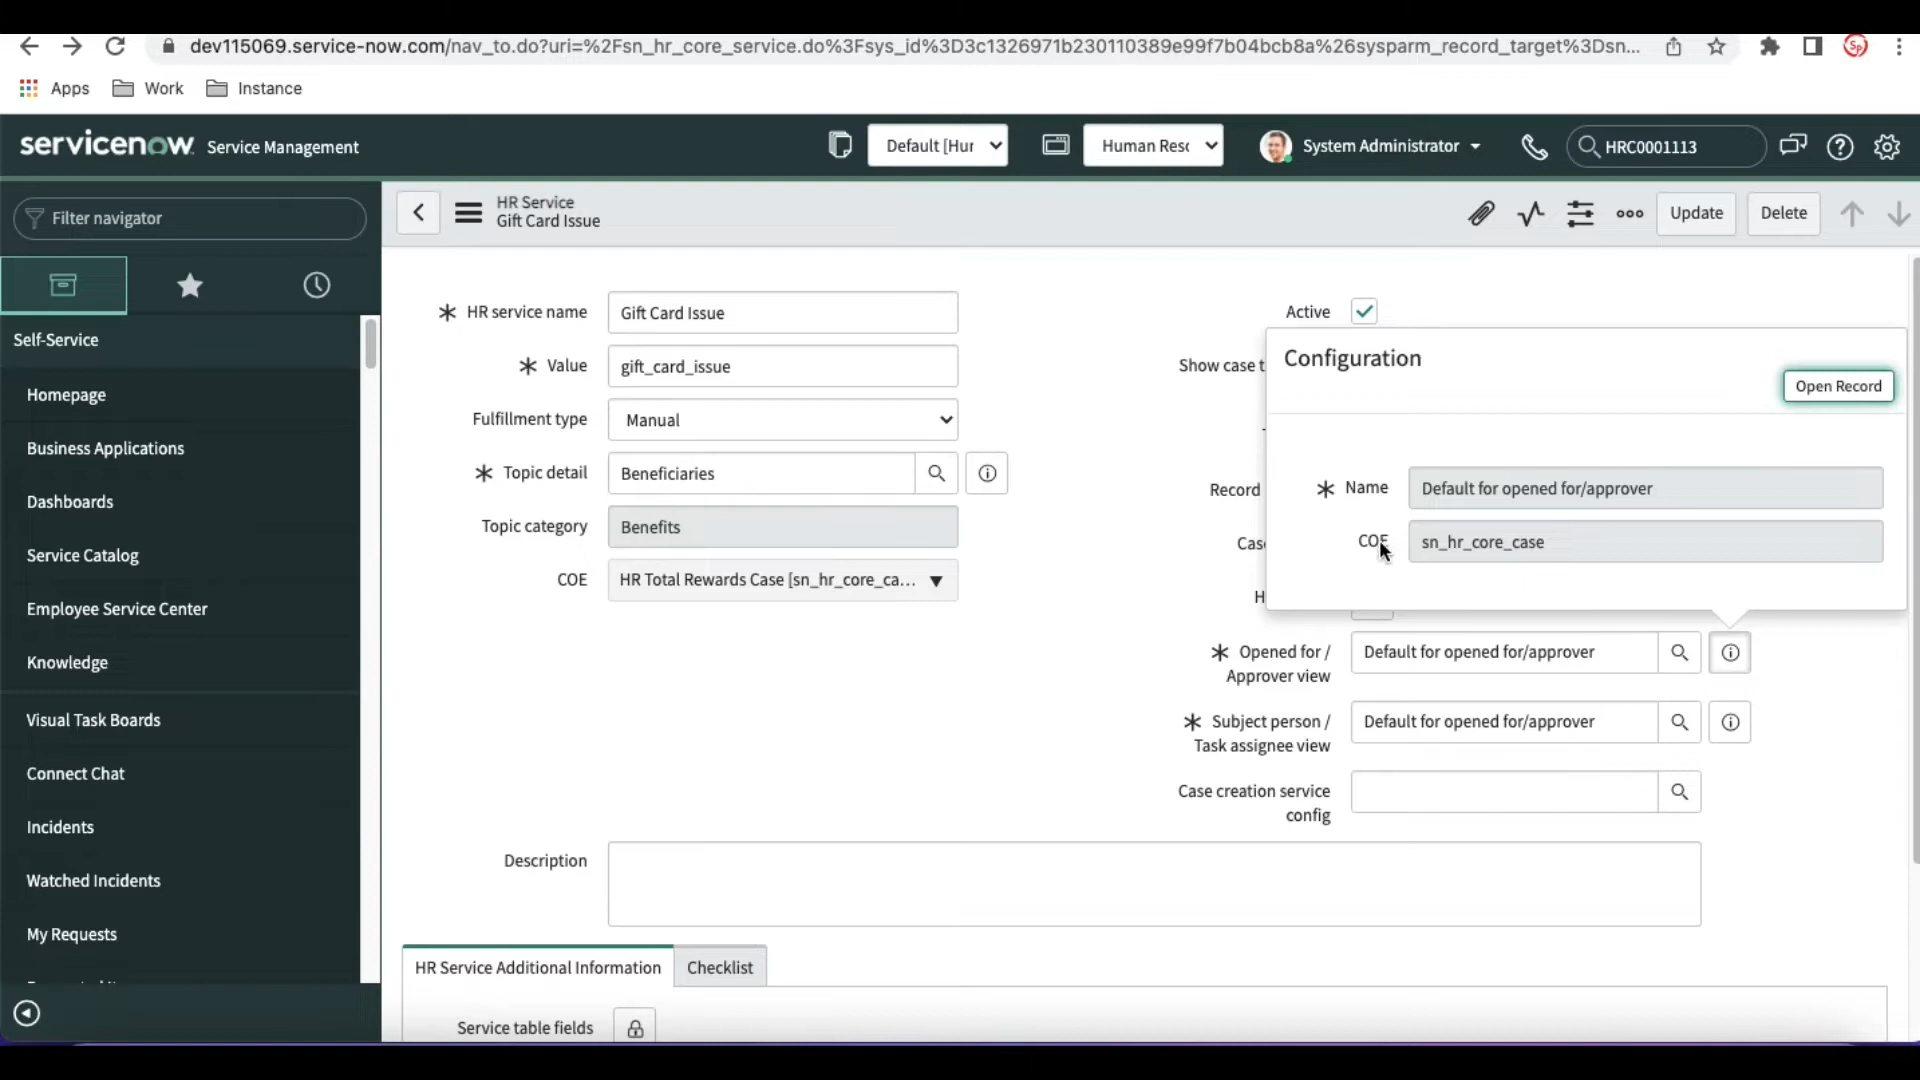 dev115069.service-now.com/nav_to.do?uri=%2Fsn_hr_core_service.do%3Fsys_id%3D3c1326971b230110389e99f7b04bcb8a%26sysparm_record_target%3Dsn...
Sp
Apps
Work
Instance
servicenow Service Management
Default [Hur
Human Resc
System Administrator
HRC0001113
Filter navigator
HR Service
Gift Card Issue
Update
Delete
Self-Service
Homepage
Business Applications
Dashboards
Service Catalog
Employee Service Center
Knowledge
Visual Task Boards
Connect Chat
Incidents
Watched Incidents
My Requests
HR service name Gift Card Issue
Value gift_card_issue
Fulfillment type Manual
Topic detail Beneficiaries
Topic category Benefits
COE HR Total Rewards Case [sn_hr_core_ca...
Active
Show case t
Record
Cas
H
Configuration
Open Record
Name Default for opened for/approver
COE sn_hr_core_case
Opened for /
Approver view
Default for opened for/approver
Subject person /
Task assignee view
Default for opened for/approver
Case creation service
config
Description
HR Service Additional Information
Checklist
Service table fields